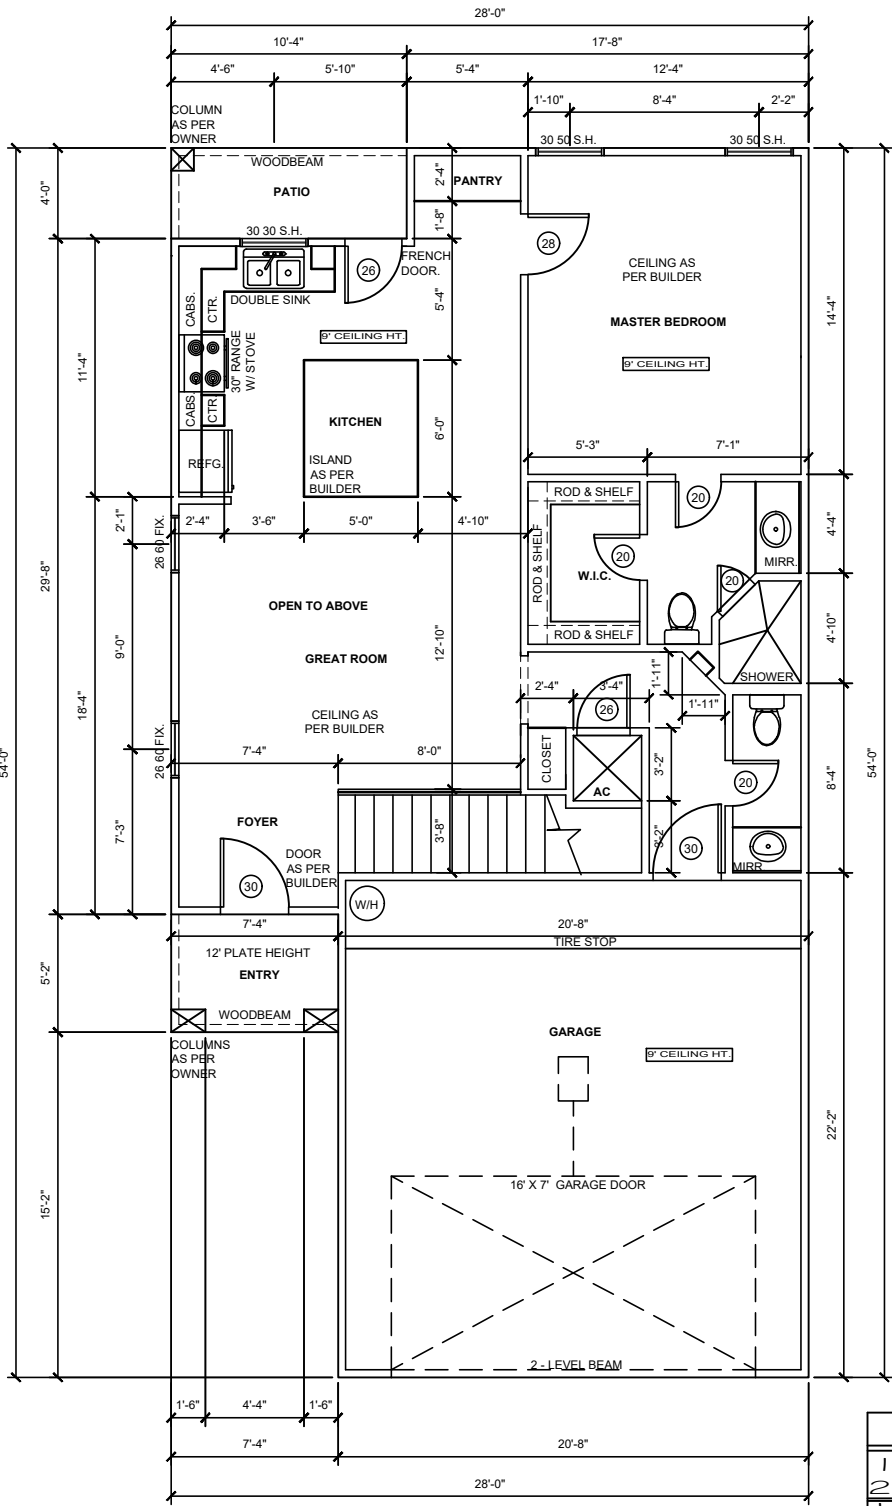 28'-0"
10'-4"
17'-8"
4'-6"
5'-10"
5'-4"
12'-4"
1'-10"
8'-4"
2'-2"
COLUMN
AS PER
OWNER
30 50 S.H.
30 50 S.H.
WOODBEAM
PATIO
4'-0"
2'-4"
PANTRY
1'-8"
30 30 S.H.
26
FRENCH
DOOR.
28
CEILING AS
PER BUILDER
MASTER BEDROOM
9' CEILING HT.
14'-4"
CABS.
CTR.
DOUBLE SINK
5'-4"
9' CEILING HT.
30" RANGE
W/ STOVE
11'-4"
CABS.
CTR.
KITCHEN
6'-0"
REFG.
ISLAND
AS PER
BUILDER
5'-3"
7'-1"
ROD & SHELF
20
2'-1"
26 60 FIX.
2'-4"
3'-6"
5'-0"
4'-10"
ROD & SHELF
W.I.C.
20
MIRR.
4'-4"
20
29'-8"
OPEN TO ABOVE
ROD & SHELF
9'-0"
GREAT ROOM
12'-10"
SHOWER
4'-10"
18'-4"
CEILING AS
PER BUILDER
2'-4"
3'-4"
1'-11"
1'-11"
26
26 60 FIX.
7'-4"
8'-0"
CLOSET
AC
3'-2"
20
8'-4"
54'-0"
54'-0"
7'-3"
FOYER
3'-8"
3'-2"
DOOR
AS PER
BUILDER
30
30
MIRR.
W/H
7'-4"
20'-8"
TIRE STOP
12' PLATE HEIGHT
ENTRY
5'-2"
WOODBEAM
COLUMNS
AS PER
OWNER
GARAGE
9' CEILING HT.
22'-2"
16' X 7' GARAGE DOOR
15'-2"
2 - LEVEL BEAM
1'-6"
4'-4"
1'-6"
7'-4"
20'-8"
28'-0"
1
2